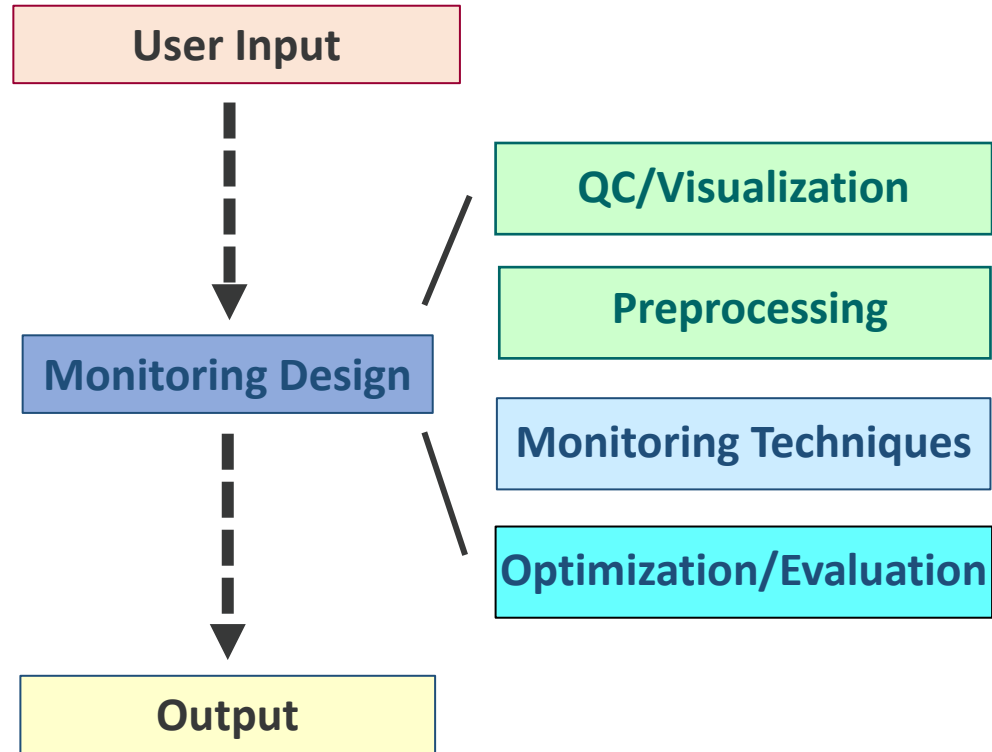 User Input
QC/Visualization
Preprocessing
Monitoring Design
Monitoring Techniques
Optimization/Evaluation
Output